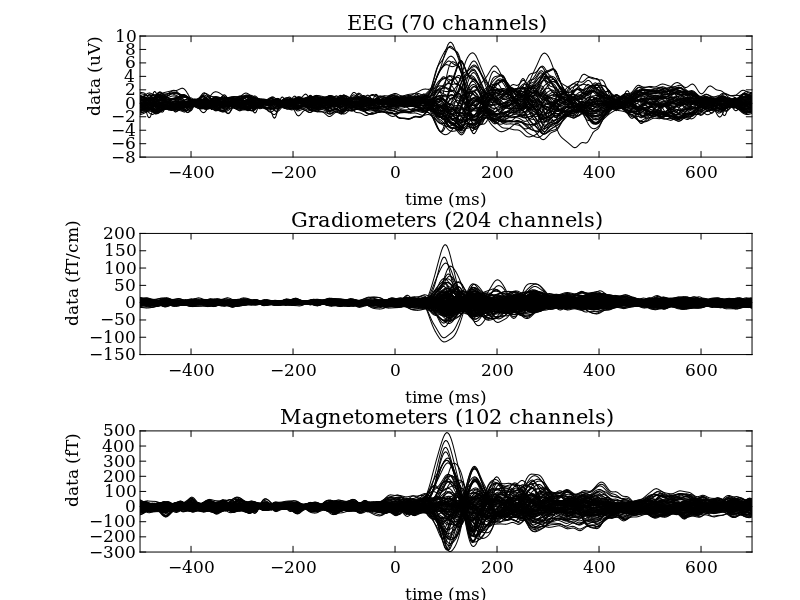 EEG (70 channels)
data (uV)
10
8
6
4
2
0
−2
−4
−6
−8
−400 −200 0 200 400 600
time (ms)
Gradiometers (204 channels)
data (fT/cm)
200
150
100
50
0
−50
−100
−150
−400 −200 0 200 400 600
time (ms)
Magnetometers (102 channels)
data (fT)
500
400
300
200
100
0
−100
−200
−300
−400 −200 0 200 400 600
time (ms)